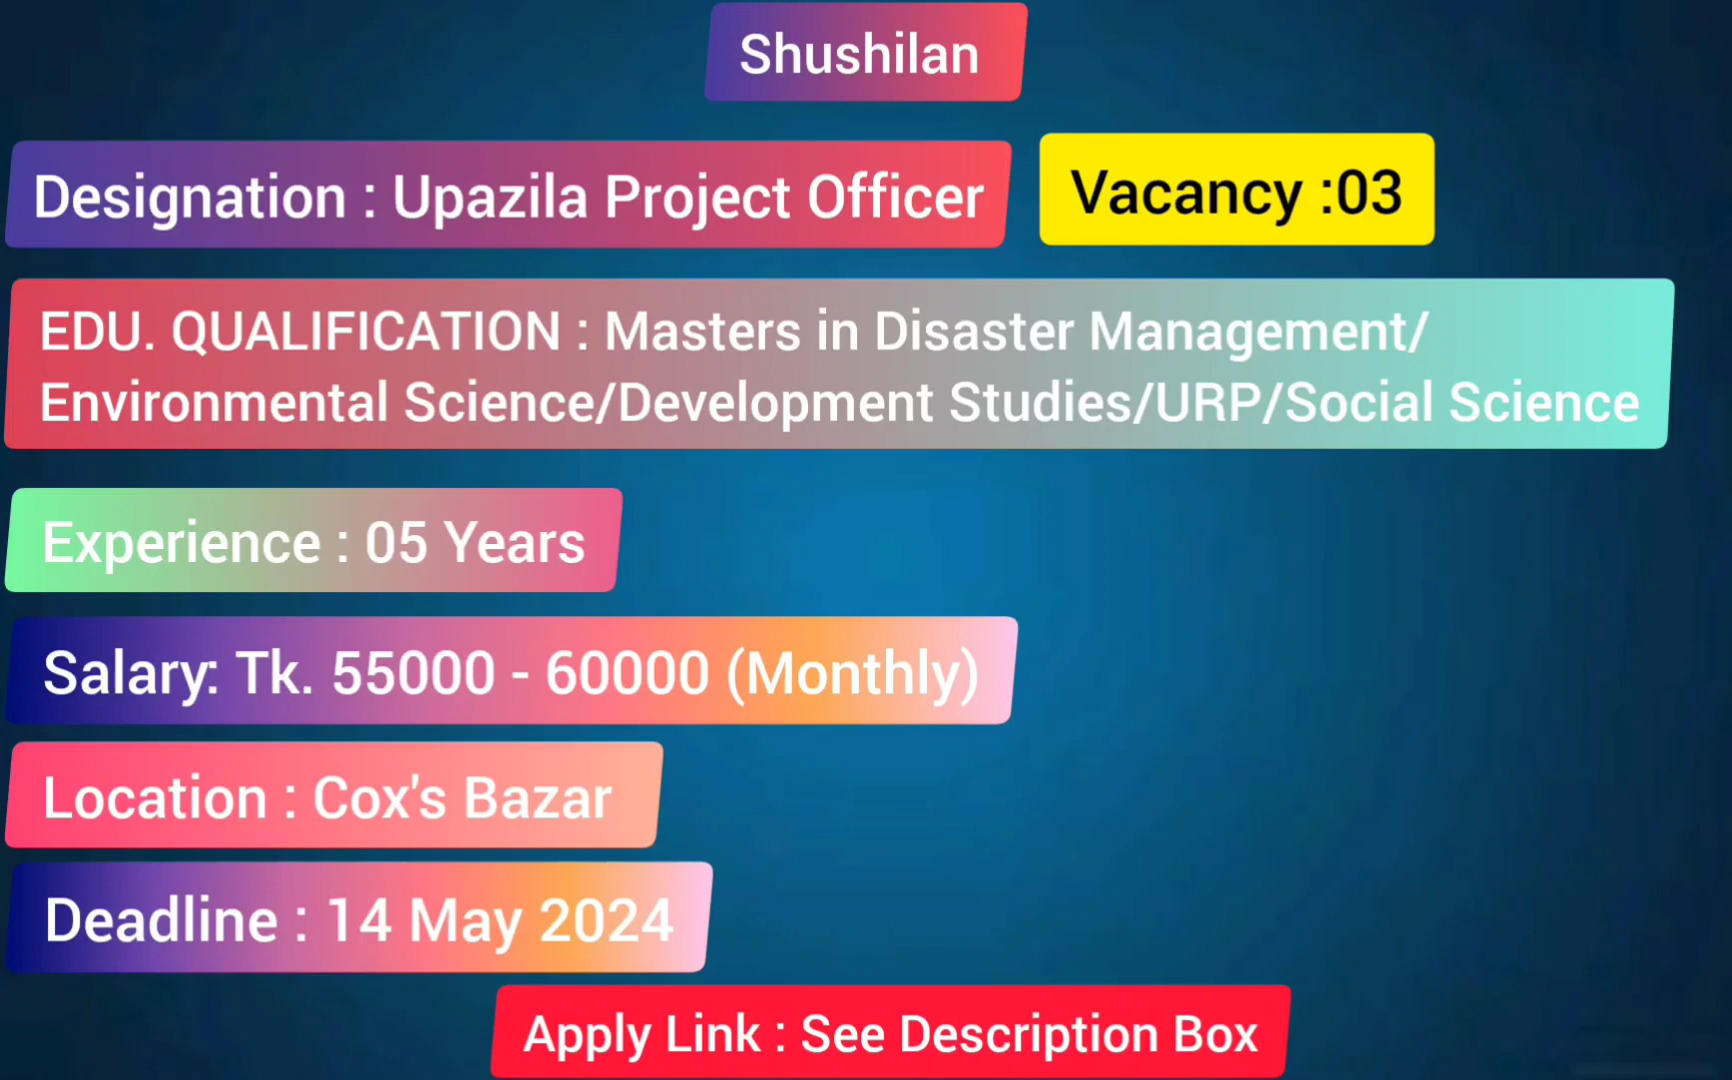 Shushilan
Designation : Upazila Project Officer
Vacancy :03
EDU. QUALIFICATION : Masters in Disaster Management/
Environmental Science/Development Studies/URP/Social Science
Experience : 05 Years
Salary: Tk. 55000 - 60000 (Monthly)
Location : Cox's Bazar
Deadline : 14 May 2024
Apply Link : See Description Box